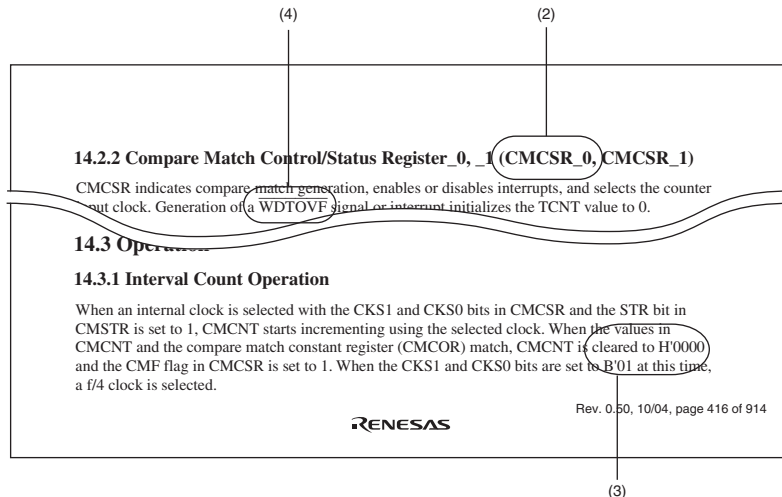 (4) (2)
14.2.2 Compare Match Control/Status Register_0, _1 (CMCSR_0, CMCSR_1)
CMCSR indicates compare match generation, enables or disables interrupts, and selects the counter
input clock. Generation of a WDTOVF signal or interrupt initializes the TCNT value to 0.
14.3 Operation
14.3.1 Interval Count Operation
When an internal clock is selected with the CKS1 and CKS0 bits in CMCSR and the STR bit in
CMSTR is set to 1, CMCNT starts incrementing using the selected clock. When the values in
CMCNT and the compare match constant register (CMCOR) match, CMCNT is cleared to H'0000
and the CMF flag in CMCSR is set to 1. When the CKS1 and CKS0 bits are set to B'01 at this time,
a f/4 clock is selected.
Rev. 0.50, 10/04, page 416 of 914
RENESAS
(3)